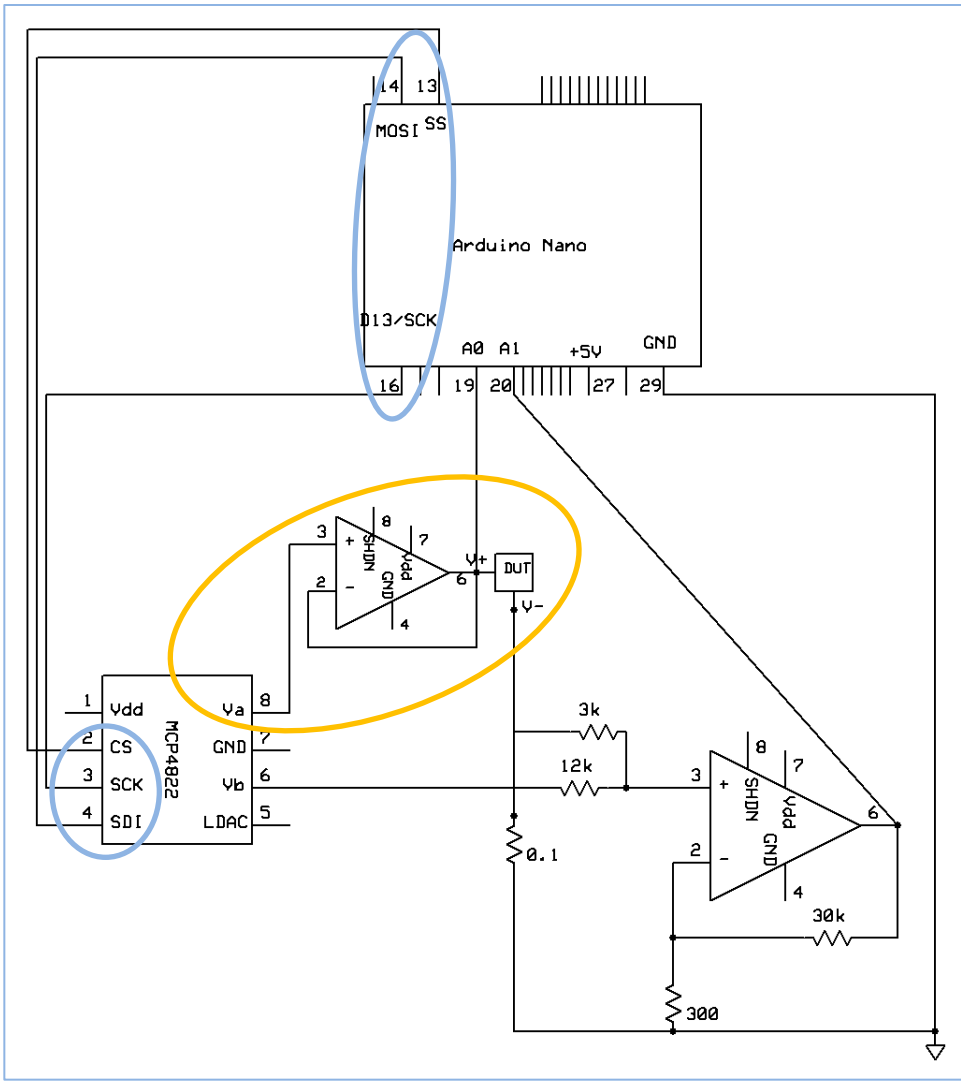 14 13
MOSI SS
Arduino Nano
D13/SCK
A0 A1 +5V GND
16 19 20 27 29
3 + SHDN 8
7
Vdd
2 - GND
6 V+ DUT
4
V-
1 Vdd Va 8
2 CS GND 7
MCP4822
3 SCK Vb 6
4 SDI LDAC 5
3k
12k
0.1
3 + SHDN 8
7
Vdd
6
2 - GND
4
30k
300